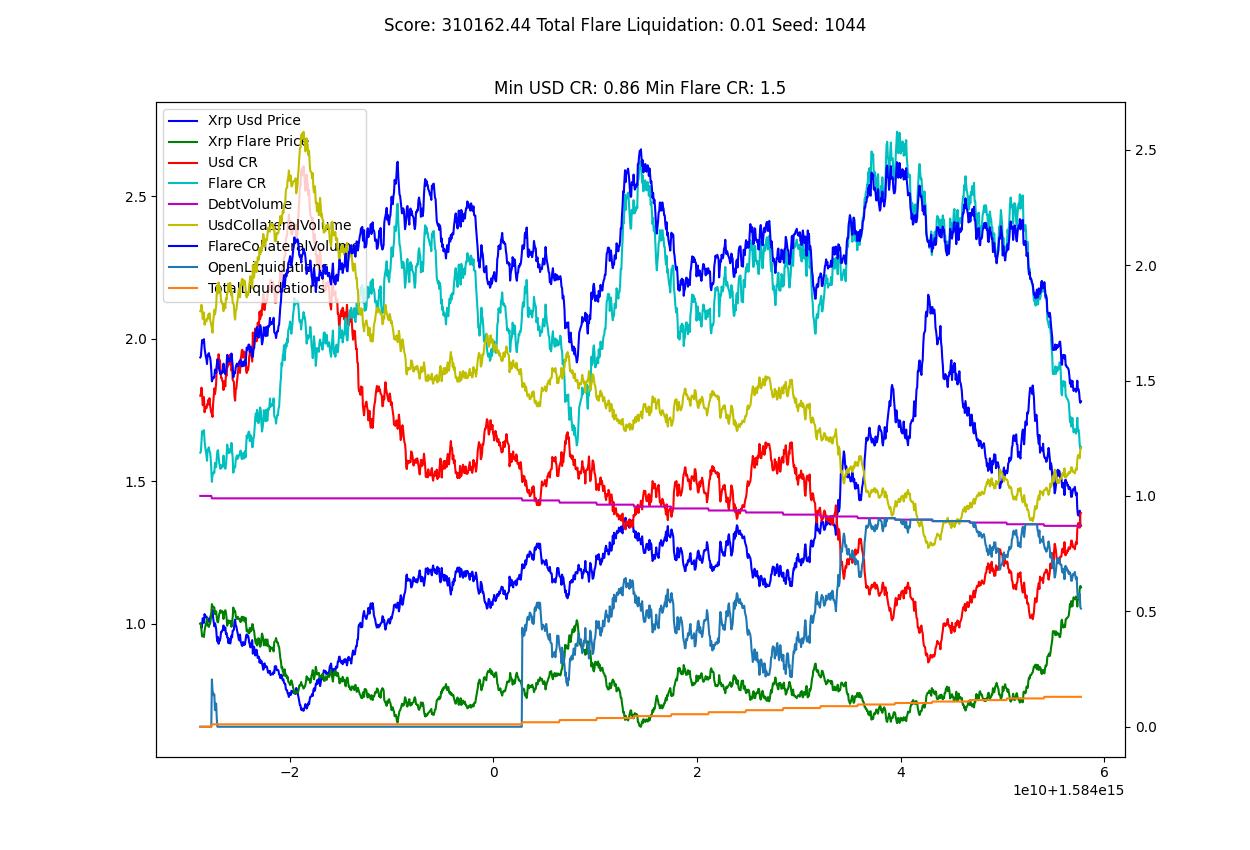 Score: 310162.44 Total Flare Liquidation: 0.01 Seed: 1044
Min USD CR: 0.86 Min Flare CR: 1.5
Xrp Usd Price
Xrp Flare Price
Usd CR
Flare CR
DebtVolume
UsdCollateralVolume
FlareCollateralVolume
OpenLiquidations
TotalLiquidations
2.5
2.0
1.5
1.0
2.5
2.0
1.5
1.0
0.5
0.0
−2 0 2 4 6
1e10+1.584e15